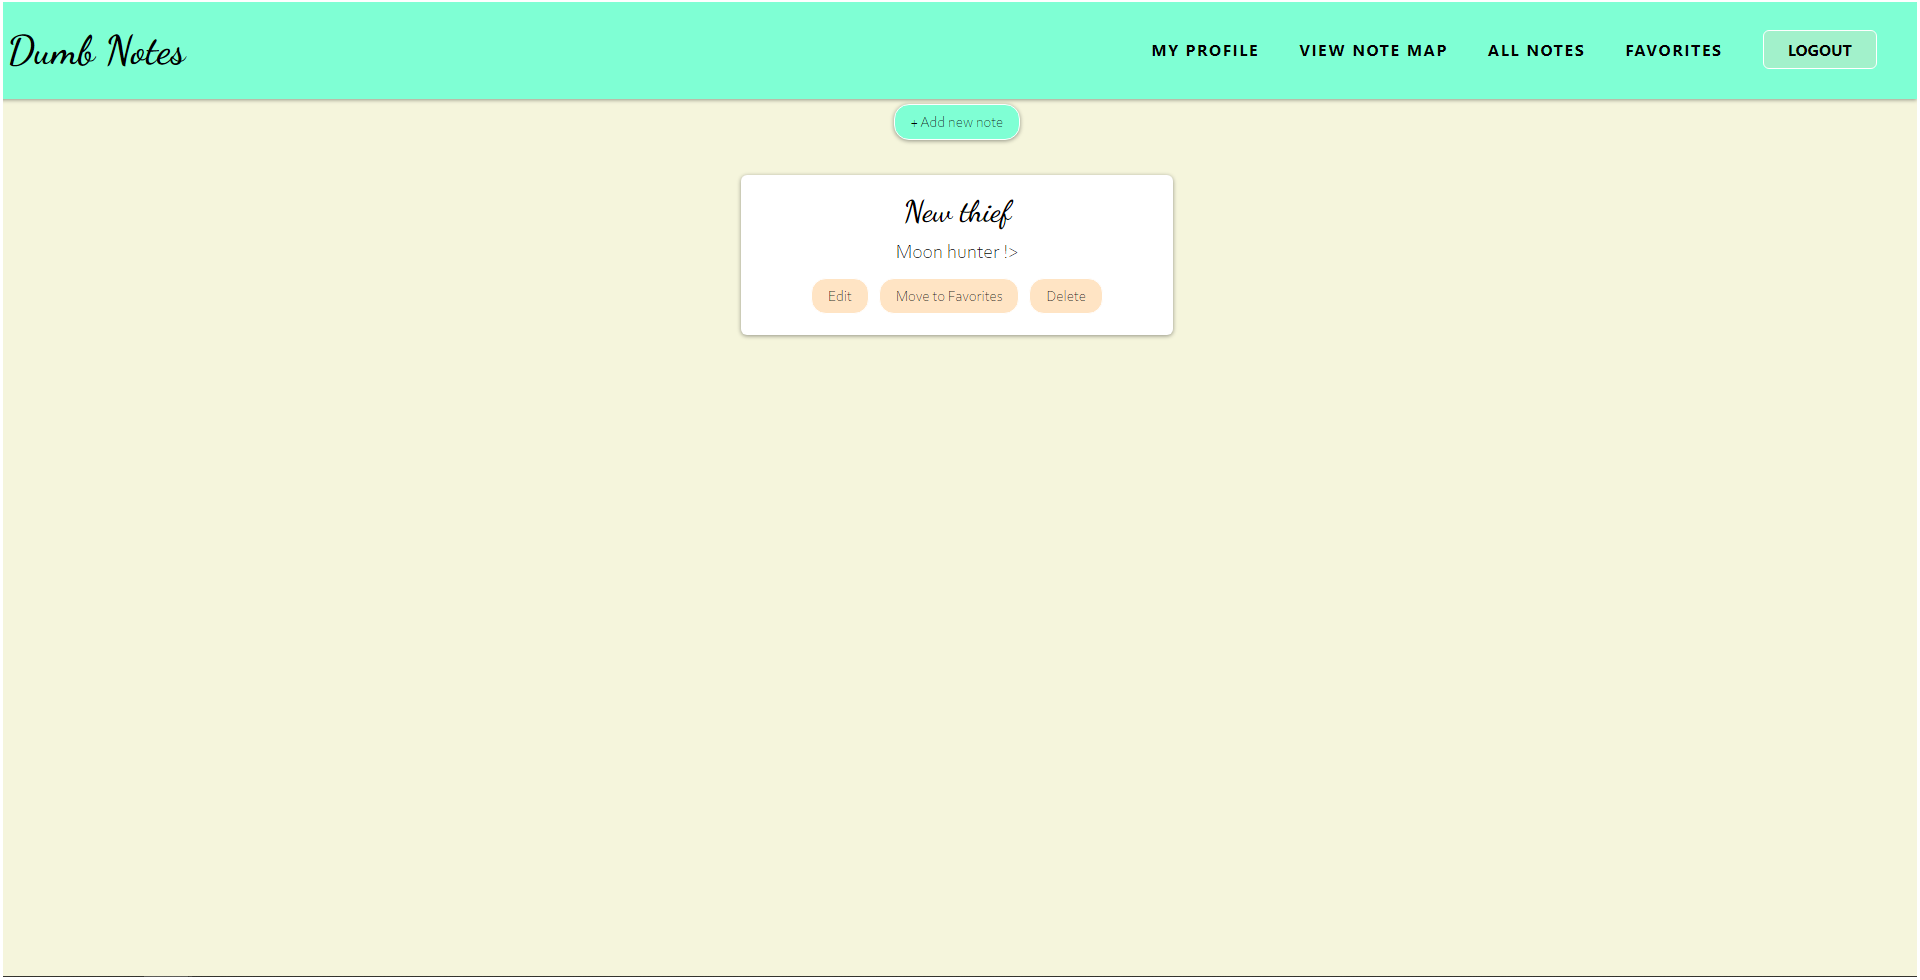 Dumb Notes
MY PROFILE VIEW NOTE MAP ALL NOTES FAVORITES LOGOUT
+ Add new note
New thief
Moon hunter !>
Edit Move to Favorites Delete